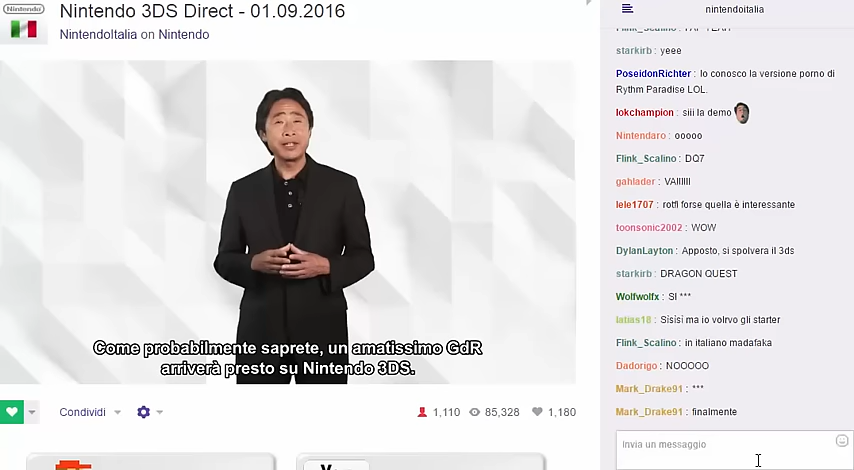 Nintendo
Nintendo 3DS Direct - 01.09.2016
NintendoItalia on Nintendo
Come probabilmente saprete, un amatissimo GdR
arriverà presto su Nintendo 3DS.
Condividi
1,110
85,328
1,180
nintendoitalia
starkirb : yeee
PoseidonRichter : Io conosco la versione porno di
Rythm Paradise LOL.
lokchampion : siii la demo
Nintendaro : ooooo
Flink_Scalino : DQ7
gahlader : VAIIIIII
lele1707 : rotfl forse quella è interessante
toonsonic2002 : WOW
DylanLayton : Apposto, si spolvera il 3ds
starkirb : DRAGON QUEST
Wolfwolfx : SI ***
latias18 : Sisisi ma io volrvo gli starter
Flink_Scalino : in italiano madafaka
Dadorigo : NOOOOO
Mark_Drake91 : ***
Mark_Drake91 : finalmente
Invia un messaggio